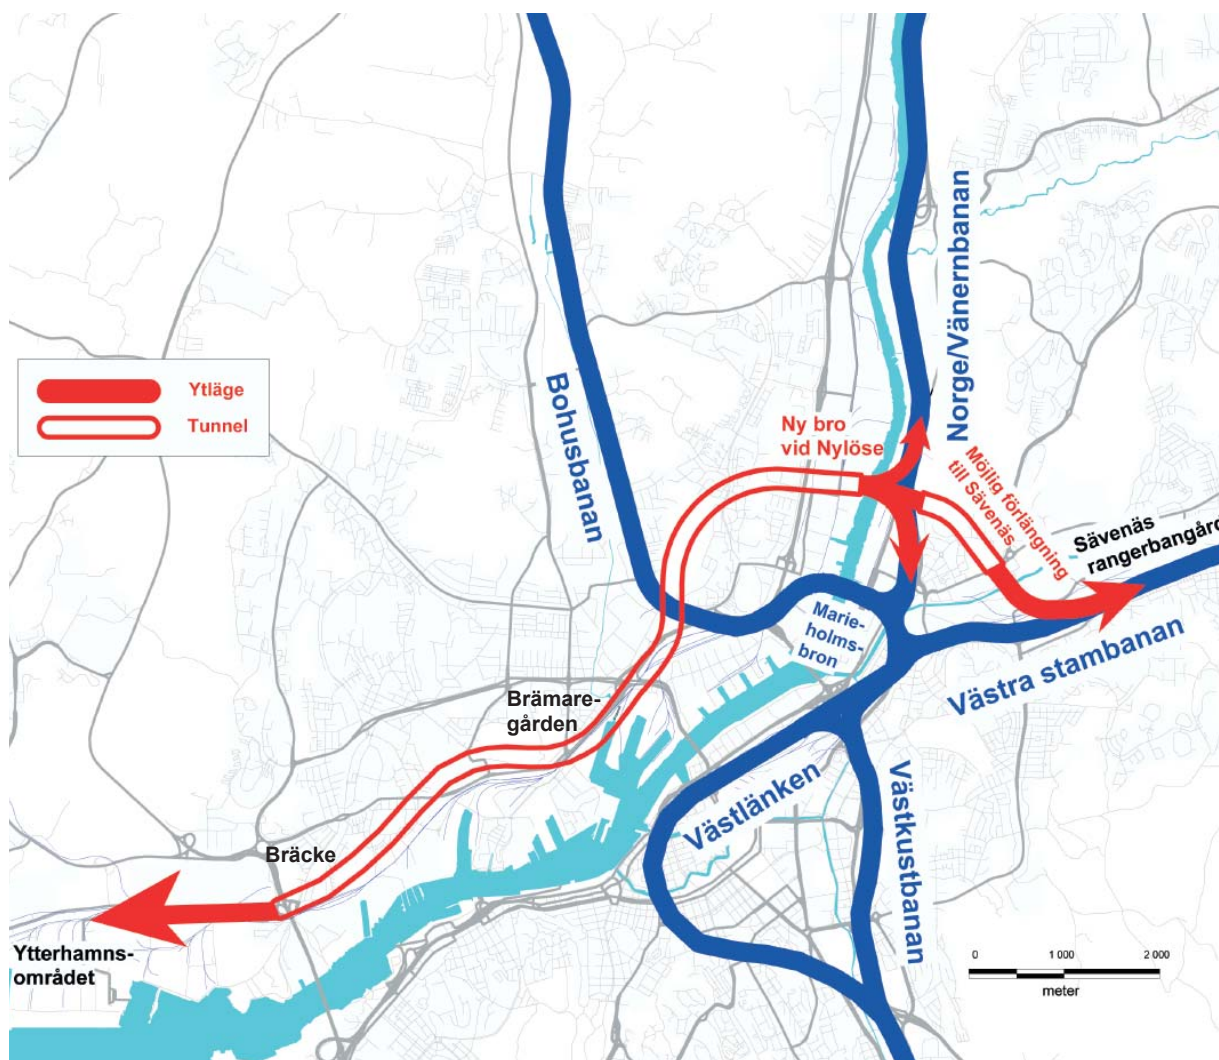 Ytläge
Tunnel
Bohusbanan
Norge/Vänernbanan
Ny bro
vid Nylöse
Möjlig förlängning
till Sävenäs
Sävenäs
rangerbangård
Marie-
holms-
bron
Västra stambanan
Brämare-
gården
Västlänken
Västkustbanan
Bräcke
Ytterhamns-
området
0 1 000 2 000
meter